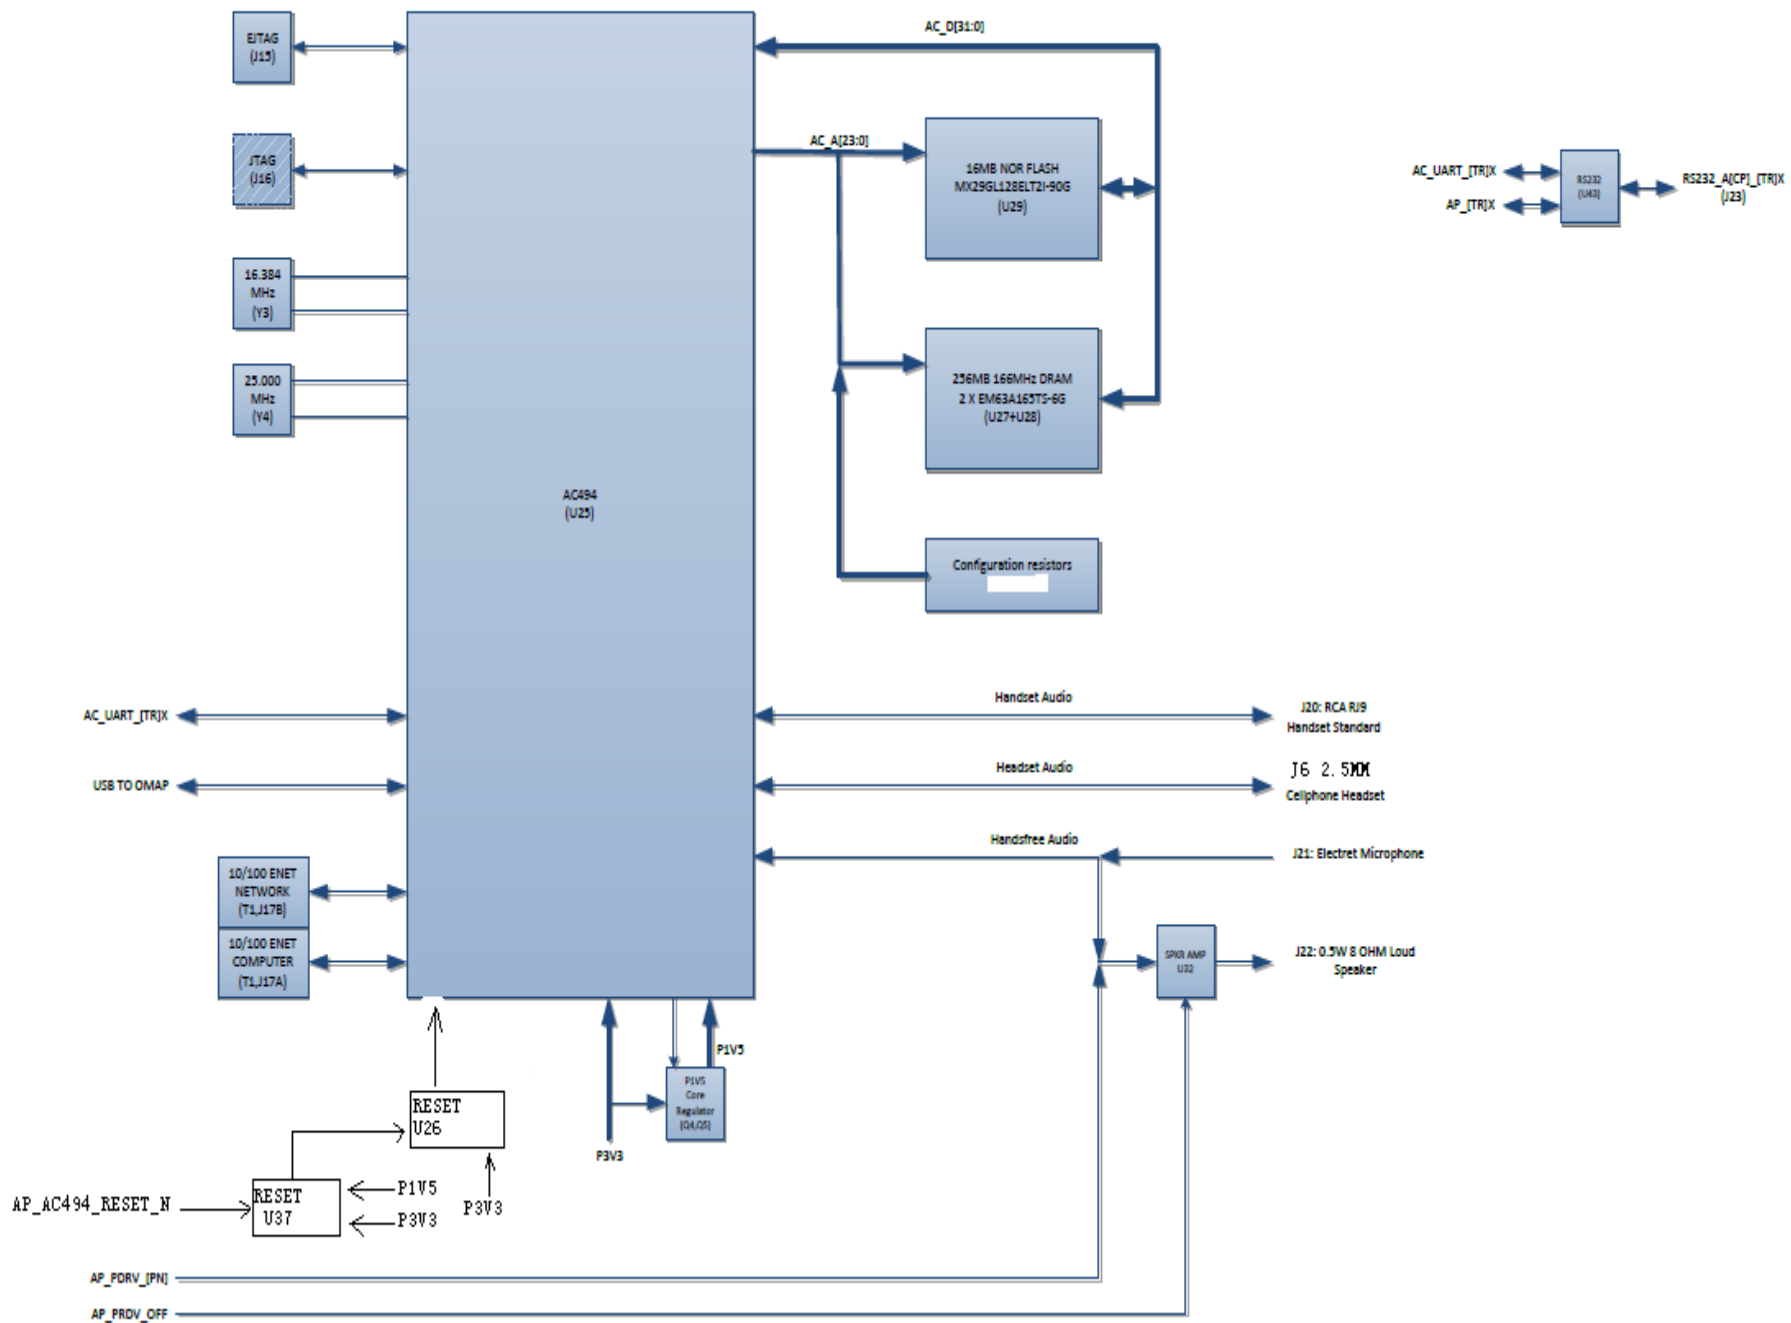 EJTAG
(J15)
JTAG
(J16)
16.384
MHz
(Y3)
25.000
MHz
(Y4)
AC494
(U25)
AC_D[31:0]
AC_A[23:0]
16MB NOR FLASH
MX29GL128ELT2I-90G
(U29)
256MB 166MHz DRAM
2 X EM63A165TS-6G
(U27+U28)
Configuration resistors
AC_UART_[TR]X
AP_[TR]X
RS232
(U43)
RS232_A[CP]_[TR]X
(J23)
AC_UART_[TR]X
USB TO OMAP
10/100 ENET
NETWORK
(T1,J17B)
10/100 ENET
COMPUTER
(T1,J17A)
Handset Audio
J20: RCA RJ9
Handset Standard
Headset Audio
J6 2.5MM
Cellphone Headset
Handsfree Audio
J21: Electret Microphone
SPKR AMP
U32
J22: 0.5W 8 OHM Loud
Speaker
P1V5
P1V5
Core
Regulator
(Q4,Q5)
P3V3
RESET
U26
P3V3
RESET
U37
P1V5
P3V3
AP_AC494_RESET_N
AP_PDRV_[PN]
AP_PRDV_OFF